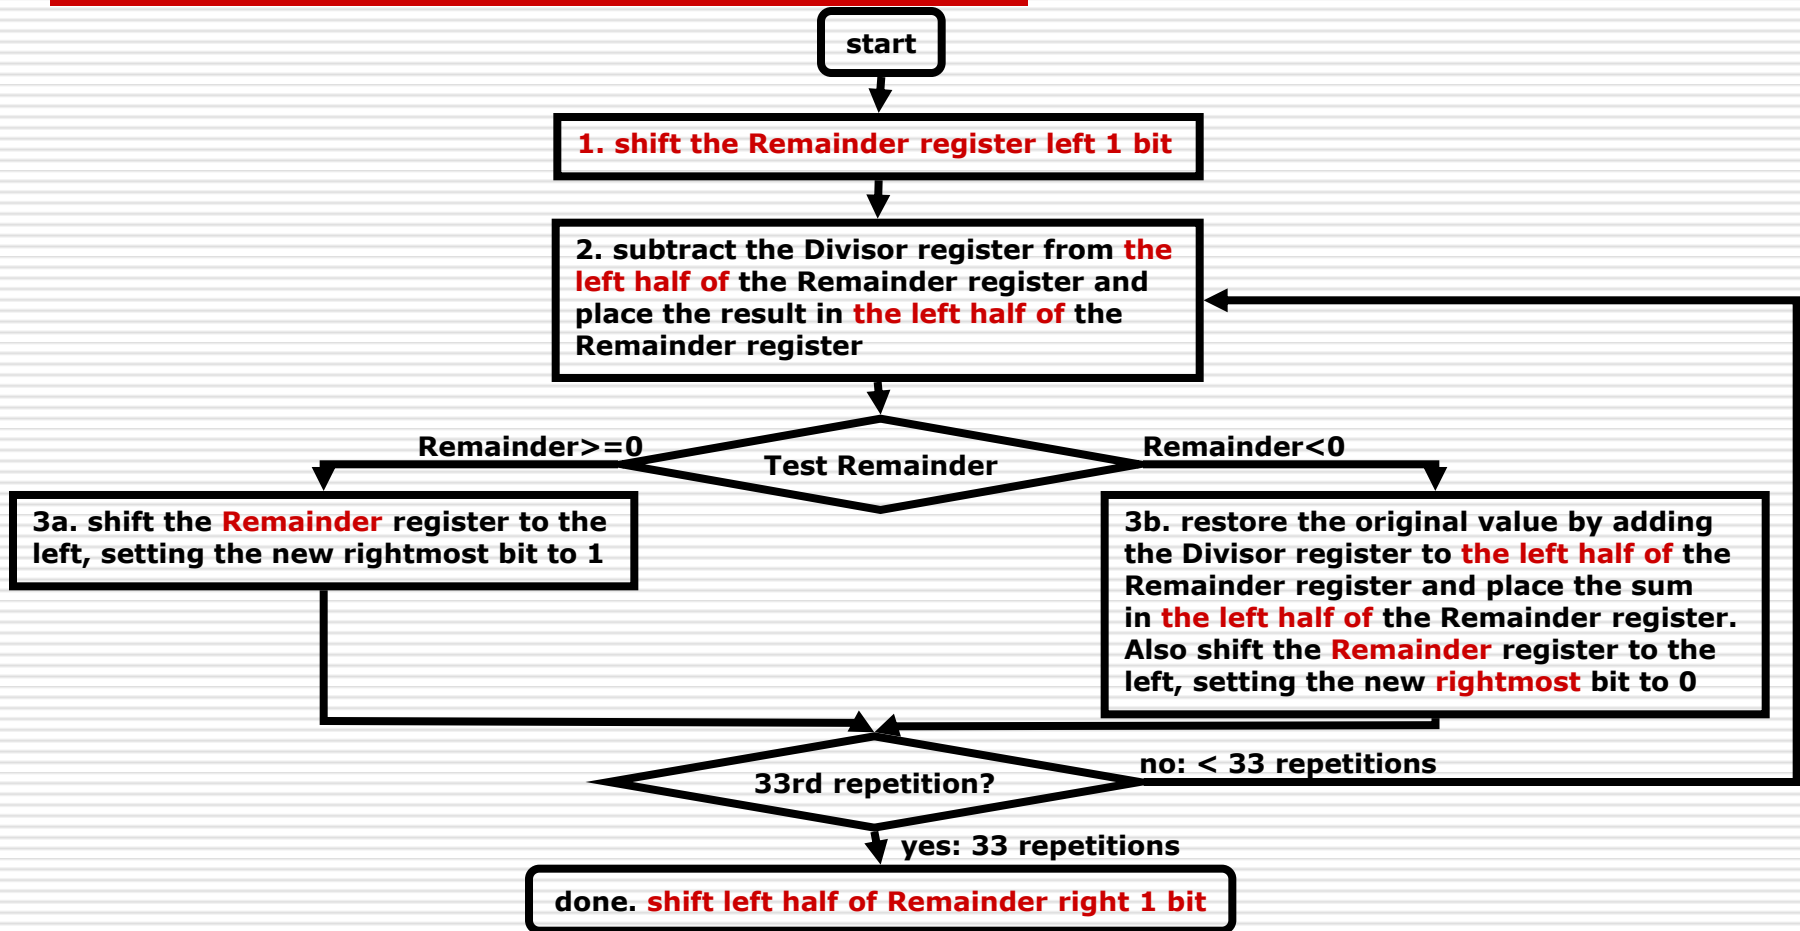 start
1. shift the Remainder register left 1 bit
2. subtract the Divisor register from the
left half of the Remainder register and
place the result in the left half of the
Remainder register
Remainder>=0
Test Remainder
Remainder<0
3a. shift the Remainder register to the
left, setting the new rightmost bit to 1
3b. restore the original value by adding
the Divisor register to the left half of the
Remainder register and place the sum
in the left half of the Remainder register.
Also shift the Remainder register to the
left, setting the new rightmost bit to 0
33rd repetition?
no: < 33 repetitions
yes: 33 repetitions
done. shift left half of Remainder right 1 bit